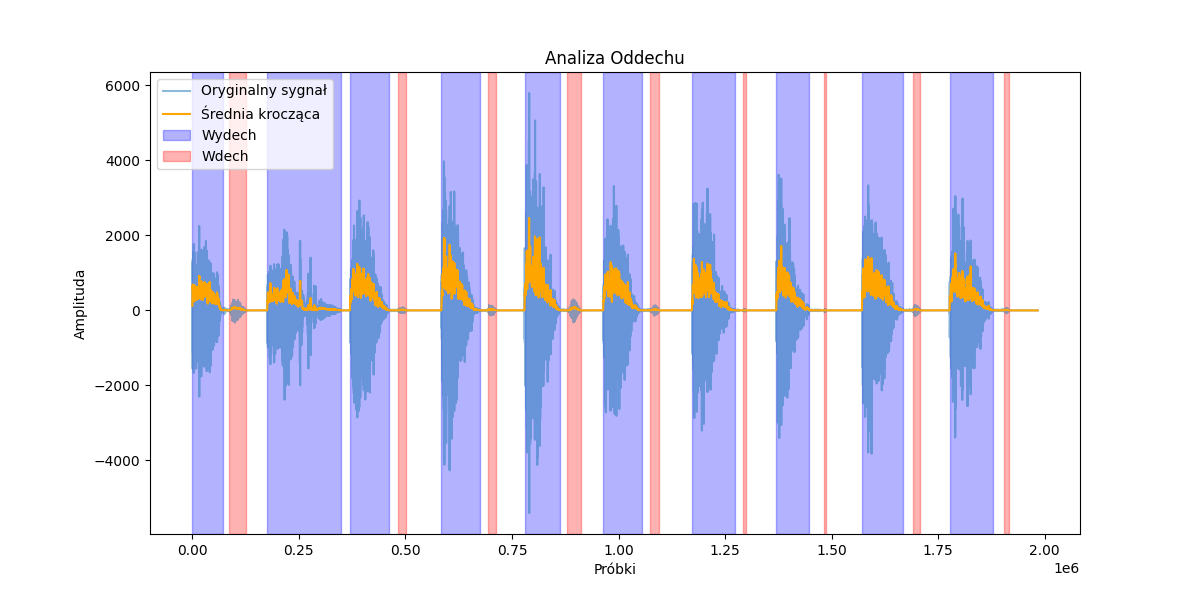 Analiza Oddechu
Oryginalny sygnał
Średnia krocząca
Wydech
Wdech
6000
4000
2000
0
−2000
−4000
Amplituda
0.00 0.25 0.50 0.75 1.00 1.25 1.50 1.75 2.00
1e6
Próbki